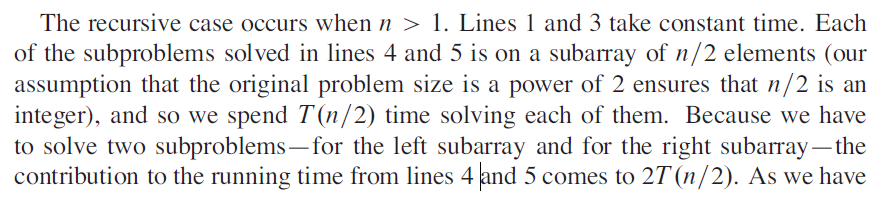 The recursive case occurs when n > 1. Lines 1 and 3 take constant time. Each
of the subproblems solved in lines 4 and 5 is on a subarray of n/2 elements (our
assumption that the original problem size is a power of 2 ensures that n/2 is an
integer), and so we spend T(n/2) time solving each of them. Because we have
to solve two subproblems—for the left subarray and for the right subarray—the
contribution to the running time from lines 4 and 5 comes to 2T(n/2). As we have